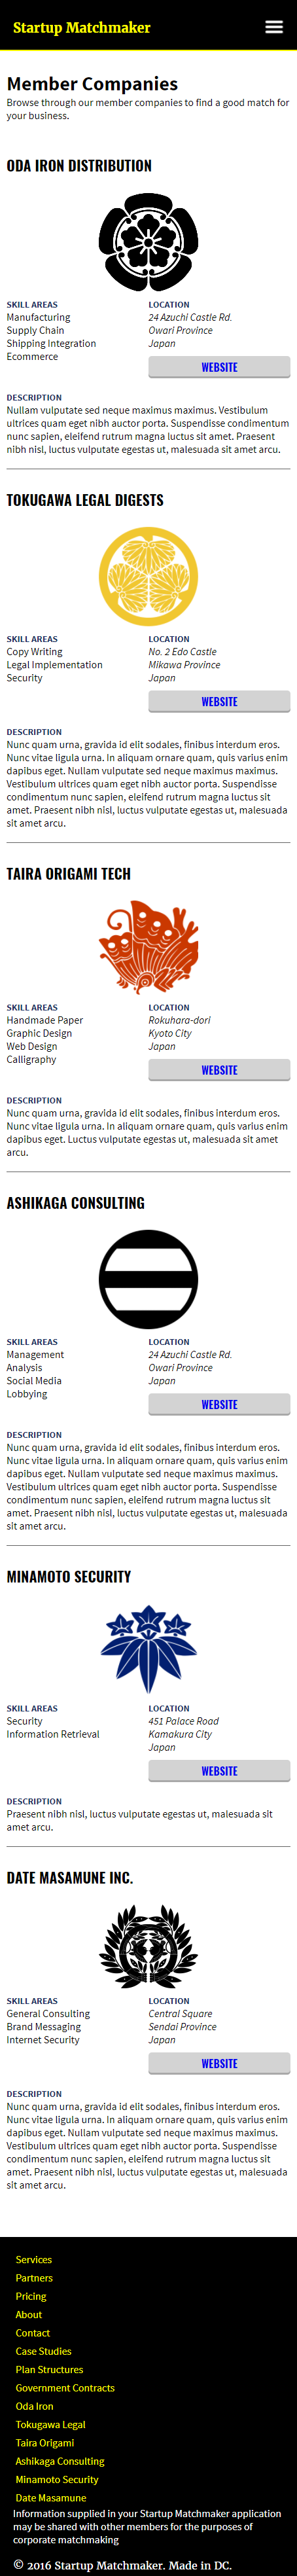 Startup Matchmaker
Member Companies
Browse through our member companies to find a good match for
your business.
ODA IRON DISTRIBUTION
SKILL AREAS
Manufacturing
Supply Chain
Shipping Integration
Ecommerce
LOCATION
24 Azuchi Castle Rd.
Owari Province
Japan
WEBSITE
DESCRIPTION
Nullam vulputate sed neque maximus maximus. Vestibulum
ultrices quam eget nibh auctor porta. Suspendisse condimentum
nunc sapien, eleifend rutrum magna luctus sit amet. Praesent
nibh nisl, luctus vulputate egestas ut, malesuada sit amet arcu.
TOKUGAWA LEGAL DIGESTS
SKILL AREAS
Copy Writing
Legal Implementation
Security
LOCATION
No. 2 Edo Castle
Mikawa Province
Japan
WEBSITE
DESCRIPTION
Nunc quam urna, gravida id elit sodales, finibus interdum eros.
Nunc vitae ligula urna. In aliquam ornare quam, quis varius enim
dapibus eget. Nullam vulputate sed neque maximus maximus.
Vestibulum ultrices quam eget nibh auctor porta. Suspendisse
condimentum nunc sapien, eleifend rutrum magna luctus sit
amet. Praesent nibh nisl, luctus vulputate egestas ut, malesuada
sit amet arcu.
TAIRA ORIGAMI TECH
SKILL AREAS
Handmade Paper
Graphic Design
Web Design
Calligraphy
LOCATION
Rokuhara-dori
Kyoto City
Japan
WEBSITE
DESCRIPTION
Nunc quam urna, gravida id elit sodales, finibus interdum eros.
Nunc vitae ligula urna. In aliquam ornare quam, quis varius enim
dapibus eget. Luctus vulputate egestas ut, malesuada sit amet
arcu.
ASHIKAGA CONSULTING
SKILL AREAS
Management
Analysis
Social Media
Lobbying
LOCATION
24 Azuchi Castle Rd.
Owari Province
Japan
WEBSITE
DESCRIPTION
Nunc quam urna, gravida id elit sodales, finibus interdum eros.
Nunc vitae ligula urna. In aliquam ornare quam, quis varius enim
dapibus eget. Nullam vulputate sed neque maximus maximus.
Vestibulum ultrices quam eget nibh auctor porta. Suspendisse
condimentum nunc sapien, eleifend rutrum magna luctus sit
amet. Praesent nibh nisl, luctus vulputate egestas ut, malesuada
sit amet arcu.
MINAMOTO SECURITY
SKILL AREAS
Security
Information Retrieval
LOCATION
451 Palace Road
Kamakura City
Japan
WEBSITE
DESCRIPTION
Praesent nibh nisl, luctus vulputate egestas ut, malesuada sit
amet arcu.
DATE MASAMUNE INC.
SKILL AREAS
General Consulting
Brand Messaging
Internet Security
LOCATION
Central Square
Sendai Province
Japan
WEBSITE
DESCRIPTION
Nunc quam urna, gravida id elit sodales, finibus interdum eros.
Nunc vitae ligula urna. In aliquam ornare quam, quis varius enim
dapibus eget. Nullam vulputate sed neque maximus maximus.
Vestibulum ultrices quam eget nibh auctor porta. Suspendisse
condimentum nunc sapien, eleifend rutrum magna luctus sit
amet. Praesent nibh nisl, luctus vulputate egestas ut, malesuada
sit amet arcu.
Services
Partners
Pricing
About
Contact
Case Studies
Plan Structures
Government Contracts
Oda Iron
Tokugawa Legal
Taira Origami
Ashikaga Consulting
Minamoto Security
Date Masamune
Information supplied in your Startup Matchmaker application
may be shared with other members for the purposes of
corporate matchmaking
© 2016 Startup Matchmaker. Made in DC.